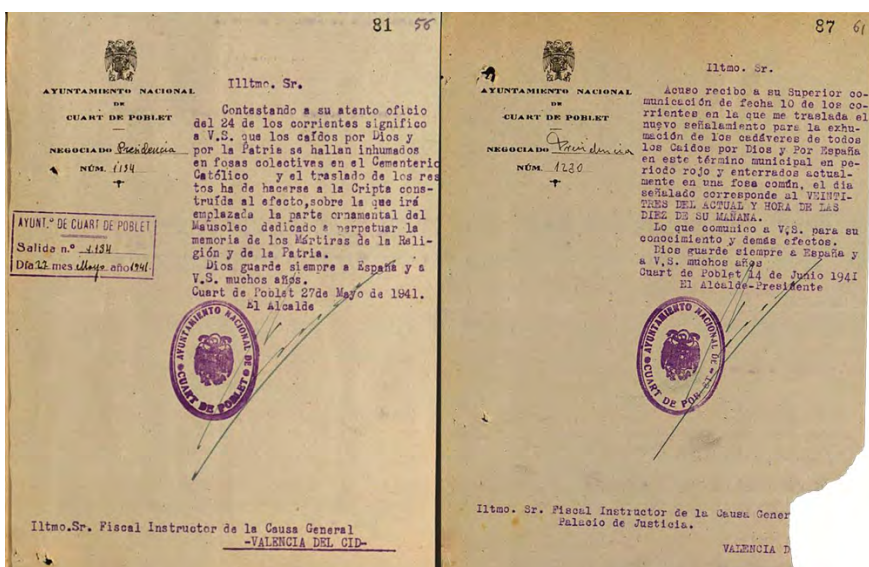 81 56
AYUNTAMIENTO NACIONAL
DE
CUART DE POBLET
NEGOCIADO Presidencia
NÚM. 1194
AYUNT.º DE CUART DE POBLET
Salida n.º 1.194
Día 27 mes Mayo año 1941.
Illtmo. Sr.
Contestando a su atento oficio
del 24 de los corrientes significo
a V.S. que los caídos por Dios y
por la Patria se hallan inhumados
en fosas colectivas en el Cementerio
Católico y el traslado de los res
tos ha de hacerse a la Cripta cons-
truída al efecto,sobre la que irá
emplazada la parte ornamental del
Mausoleo dedicado a perpetuar la
memoria de los Mártires de la Reli-
gión y de la Patria.
Dios guarde siempre a España y a
V.S. muchos años.
Cuart de Poblet 27de Mayo de 1941.
El Alcalde
AYUNTAMIENTO NACIONAL DE
CUART DE POBLET
Iltmo.Sr. Fiscal Instructor de la Causa General
-VALENCIA DEL CID-
87 61
AYUNTAMIENTO NACIONAL
DE
CUART DE POBLET
NEGOCIADO Presidencia
NÚM. 1230
Iltmo. Sr.
Acuso recibo a su Superior co-
municación de fecha 10 de los co-
rrientes en la que me traslada el
nuevo señalamiento para la exhu-
mación de los cadáveres de todos
los Caidos por Dios y Por España
en este término municipal en pe-
riodo rojo y enterrados actual-
mente en una fosa común, el dia
señalado corresponde al VEINTI-
TRES DEL ACTUAL Y HORA DE LAS
DIEZ DE SU MAÑANA.
Lo que comunico a V.S. para su
conocimiento y demás efectos.
Dios guarde siempre a España y
a V.S. muchos años
Cuart de Poblet 14 de Junio 1941
El Alcalde-Presidente
AYUNTAMIENTO NACIONAL DE
CUART DE POBLET
Iltmo. Sr. Fiscal Instructor de la Causa Gener
Palacio de Justicia.
VALENCIA D